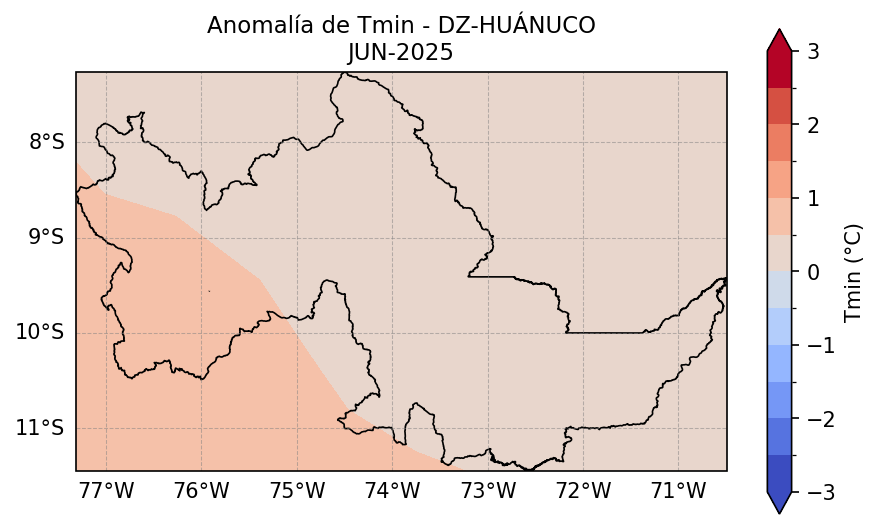 Anomalía de Tmin - DZ-HUÁNUCO
JUN-2025
8°S
9°S
10°S
11°S
77°W 76°W 75°W 74°W 73°W 72°W 71°W
3
2
1
0
−1
−2
−3
Tmin (°C)